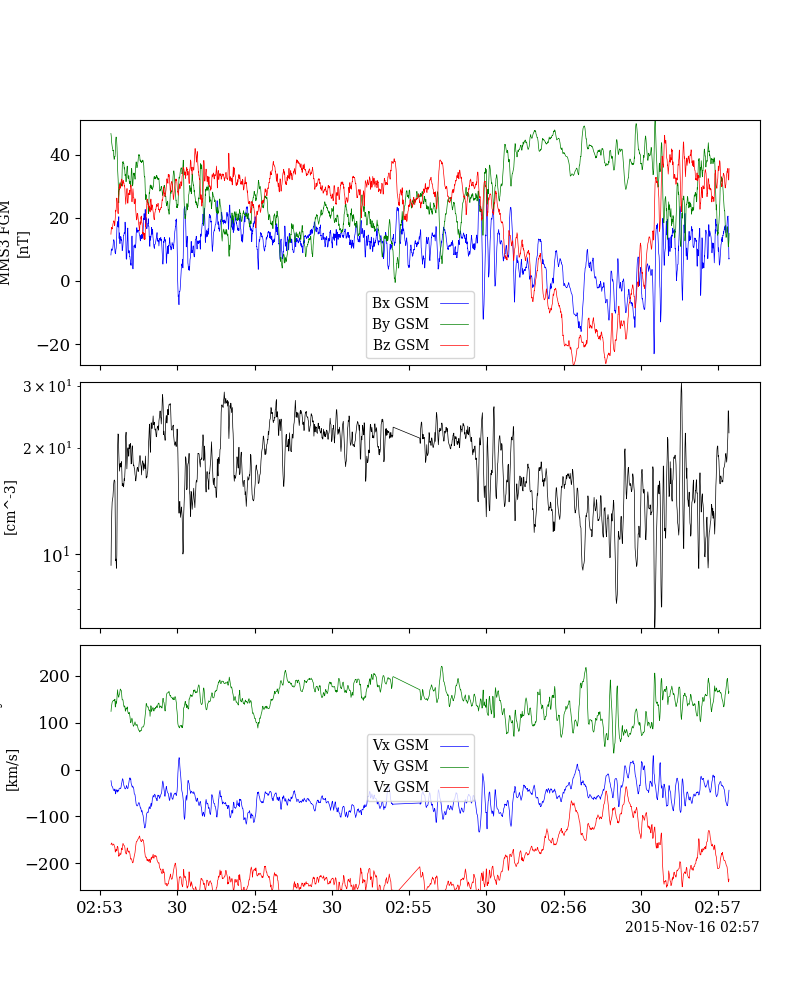 40
20
0
−20
MMS3 FGM
[nT]
Bx GSM
By GSM
Bz GSM
3 × 10¹
2 × 10¹
10¹
[cm^-3]
200
100
0
−100
−200
[km/s]
Vx GSM
Vy GSM
Vz GSM
02:53 30 02:54 30 02:55 30 02:56 30 02:57
2015-Nov-16 02:57